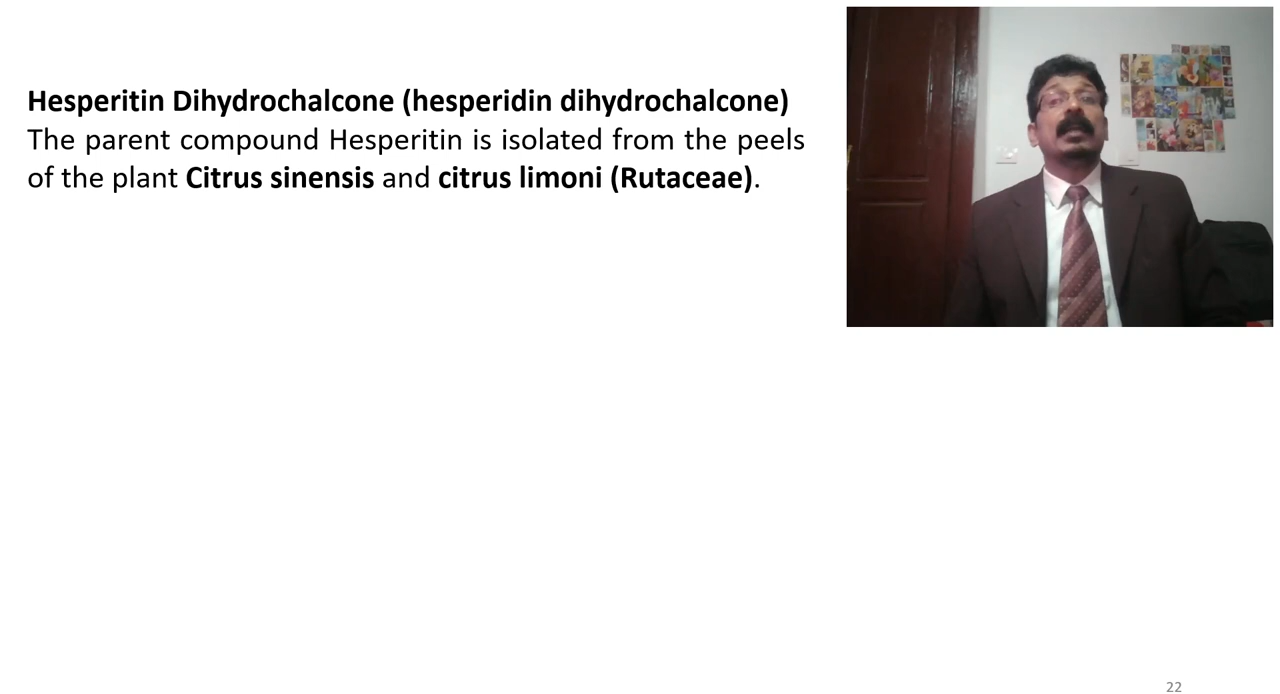 Hesperitin Dihydrochalcone (hesperidin dihydrochalcone)
The parent compound Hesperitin is isolated from the peels
of the plant Citrus sinensis and citrus limoni (Rutaceae).
22